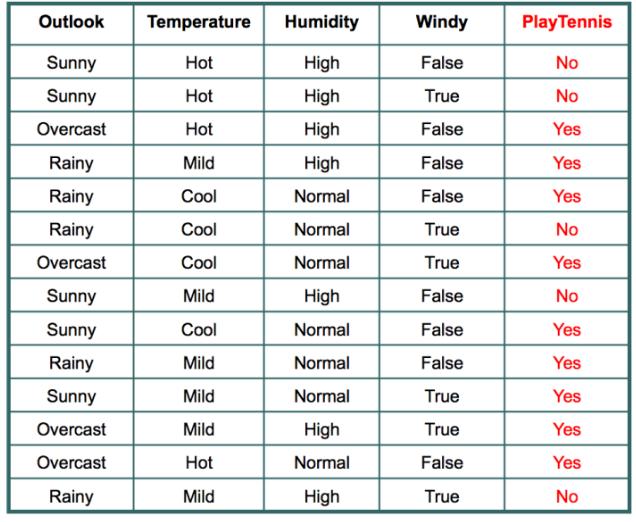 Outlook Temperature Humidity Windy PlayTennis
Sunny Hot High False No
Sunny Hot High True No
Overcast Hot High False Yes
Rainy Mild High False Yes
Rainy Cool Normal False Yes
Rainy Cool Normal True No
Overcast Cool Normal True Yes
Sunny Mild High False No
Sunny Cool Normal False Yes
Rainy Mild Normal False Yes
Sunny Mild Normal True Yes
Overcast Mild High True Yes
Overcast Hot Normal False Yes
Rainy Mild High True No